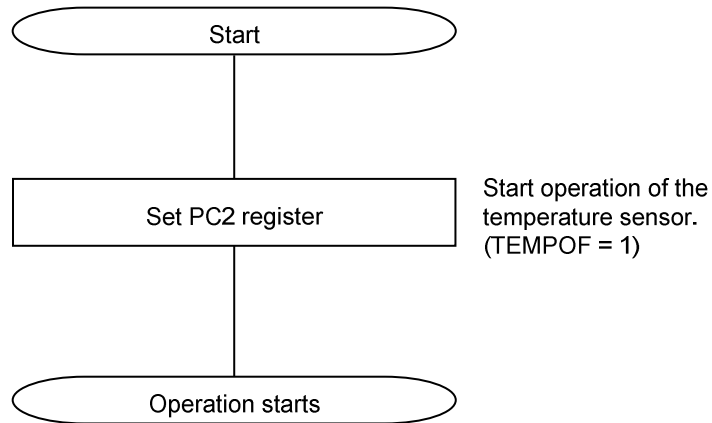 Start
Set PC2 register
Start operation of the
temperature sensor.
(TEMPOF = 1)
Operation starts